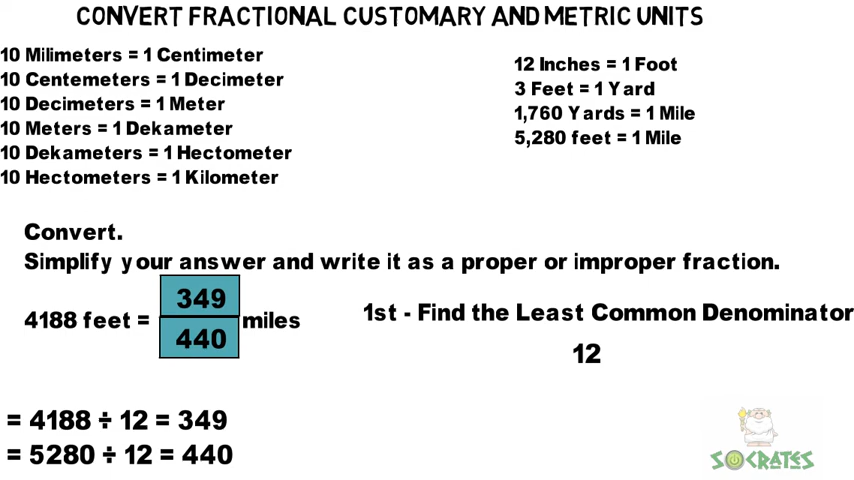 CONVERT FRACTIONAL CUSTOMARY AND METRIC UNITS
10 Milimeters = 1 Centimeter
10 Centemeters = 1 Decimeter
10 Decimeters = 1 Meter
10 Meters = 1 Dekameter
10 Dekameters = 1 Hectometer
10 Hectometers = 1 Kilometer
12 Inches = 1 Foot
3 Feet = 1 Yard
1,760 Yards = 1 Mile
5,280 feet = 1 Mile
Convert.
Simplify your answer and write it as a proper or improper fraction.
349
4188 feet = miles
440
1st - Find the Least Common Denominator
12
= 4188 ÷ 12 = 349
= 5280 ÷ 12 = 440
SOCRATES